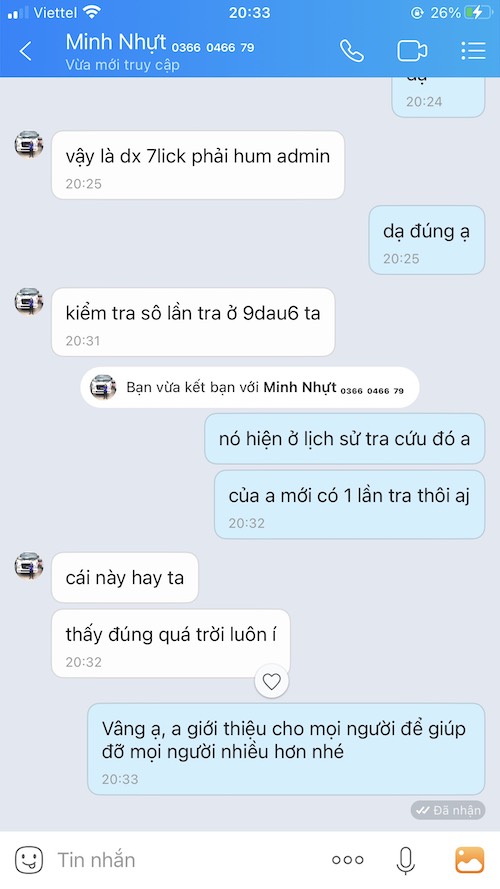 Viettel 20:33 26%
Minh Nhựt 0366 0466 79
Vừa mới truy cập
dạ
20:24
vậy là dx 7lick phải hum admin
20:25
dạ đúng ạ
20:25
kiểm tra sô lần tra ở 9dau6 ta
20:31
Bạn vừa kết bạn với Minh Nhựt 0366 0466 79
nó hiện ở lịch sử tra cứu đó a
của a mới có 1 lần tra thôi aj
20:32
cái này hay ta
thấy đúng quá trời luôn í
20:32
Vâng ạ, a giới thiệu cho mọi người để giúp
đỡ mọi người nhiều hơn nhé
20:33
Đã nhận
Tin nhắn